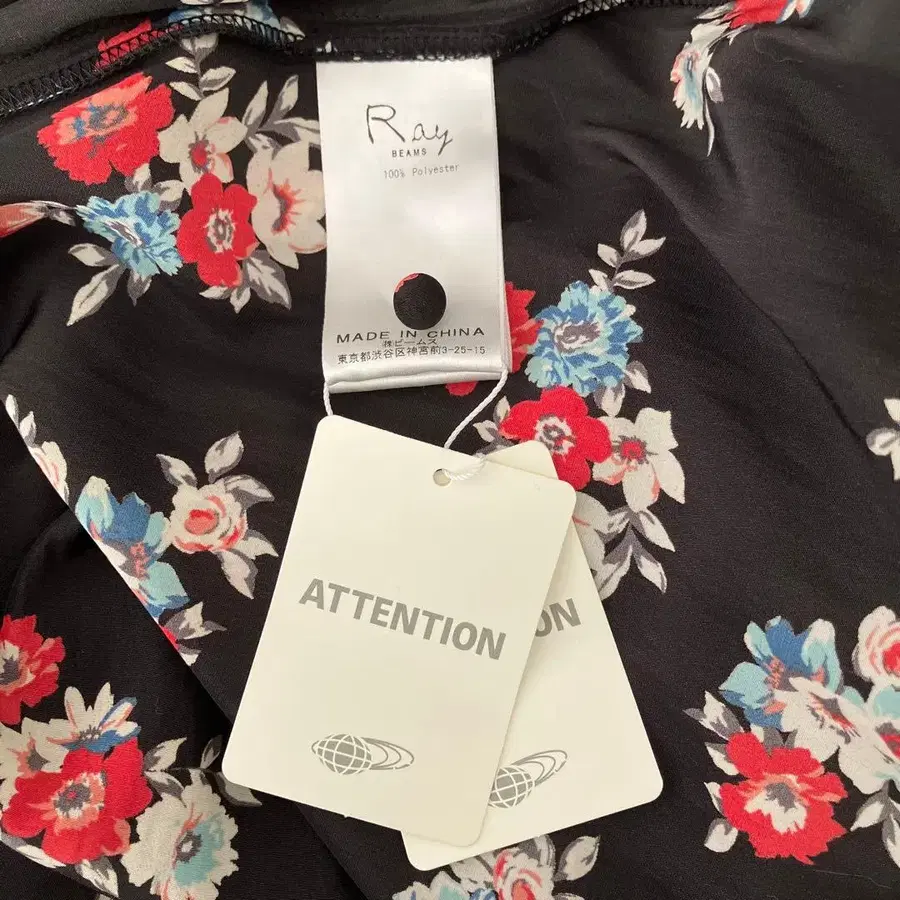 Ray
BEAMS
100% Polyester
MADE IN CHINA
㈱ビームス
東京都渋谷区神宮前3-25-15
ATTENTION
ON